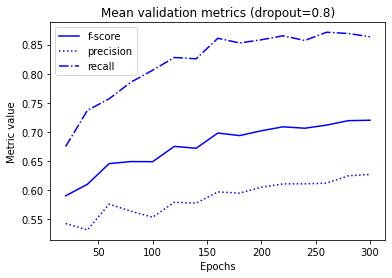 Mean validation metrics (dropout=0.8)
f-score
precision
recall
Metric value
0.85
0.80
0.75
0.70
0.65
0.60
0.55
50 100 150 200 250 300
Epochs